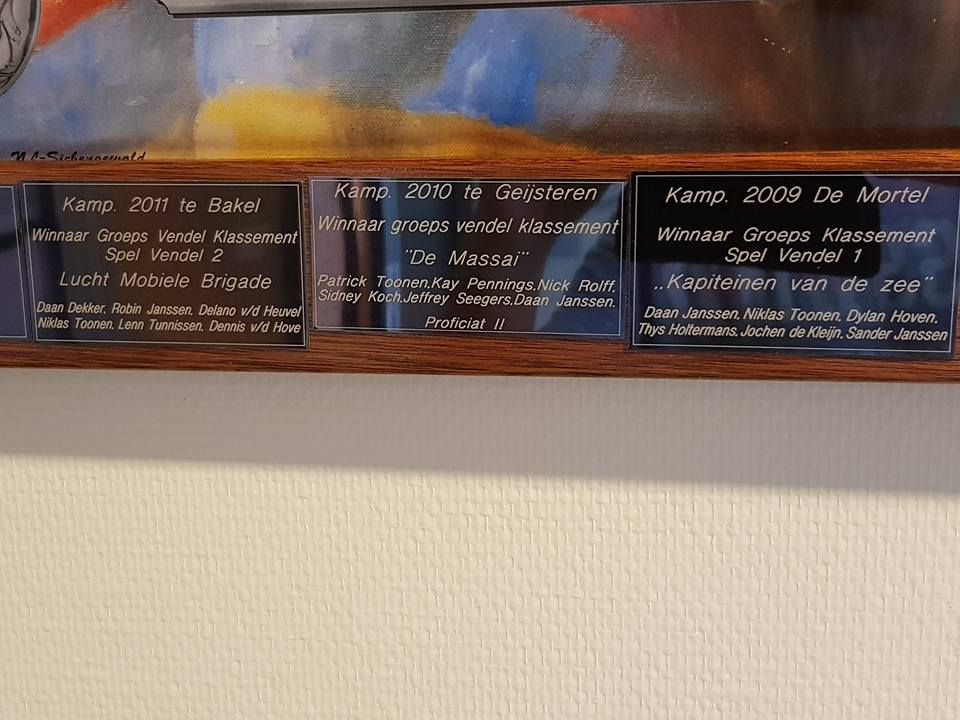 NL-Siebengewald
Kamp. 2011 te Bakel
Winnaar Groeps Vendel Klassement
Spel Vendel 2
Lucht Mobiele Brigade
Daan Dekker. Robin Janssen. Delano v/d Heuvel
Niklas Toonen. Lenn Tunnissen. Dennis v/d Hove
Kamp. 2010 te Geijsteren
Winnaar groeps vendel klassement
"De Massai"
Patrick Toonen.Kay Pennings.Nick Rolff.
Sidney Koch.Jeffrey Seegers.Daan Janssen.
Proficiat II
Kamp. 2009 De Mortel
Winnaar Groeps Klassement
Spel Vendel 1
„Kapiteinen van de zee"
Daan Janssen. Niklas Toonen. Dylan Hoven.
Thys Holtermans. Jochen de Kleijn. Sander Janssen